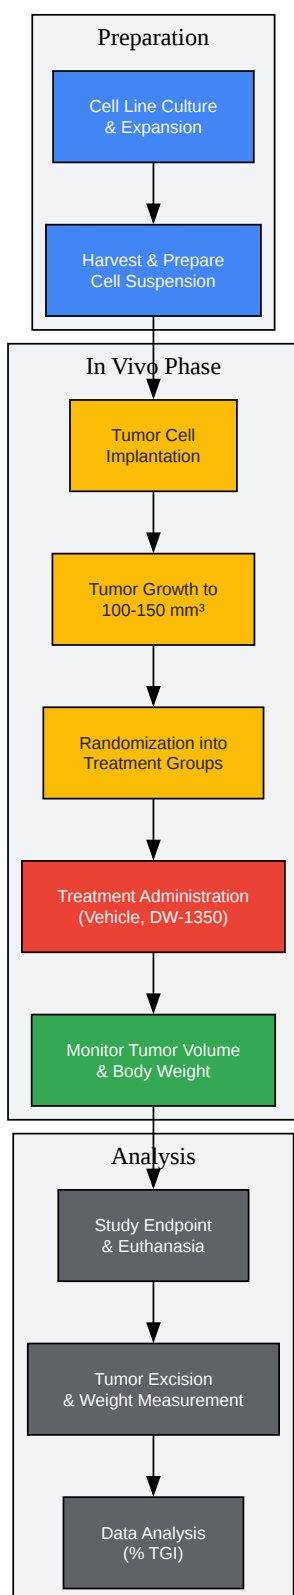 Preparation
Cell Line Culture
& Expansion
Harvest & Prepare
Cell Suspension
In Vivo Phase
Tumor Cell
Implantation
Tumor Growth to
100-150 mm³
Randomization into
Treatment Groups
Treatment Administration
(Vehicle, DW-1350)
Monitor Tumor Volume
& Body Weight
Analysis
Study Endpoint
& Euthanasia
Tumor Excision
& Weight Measurement
Data Analysis
(% TGI)